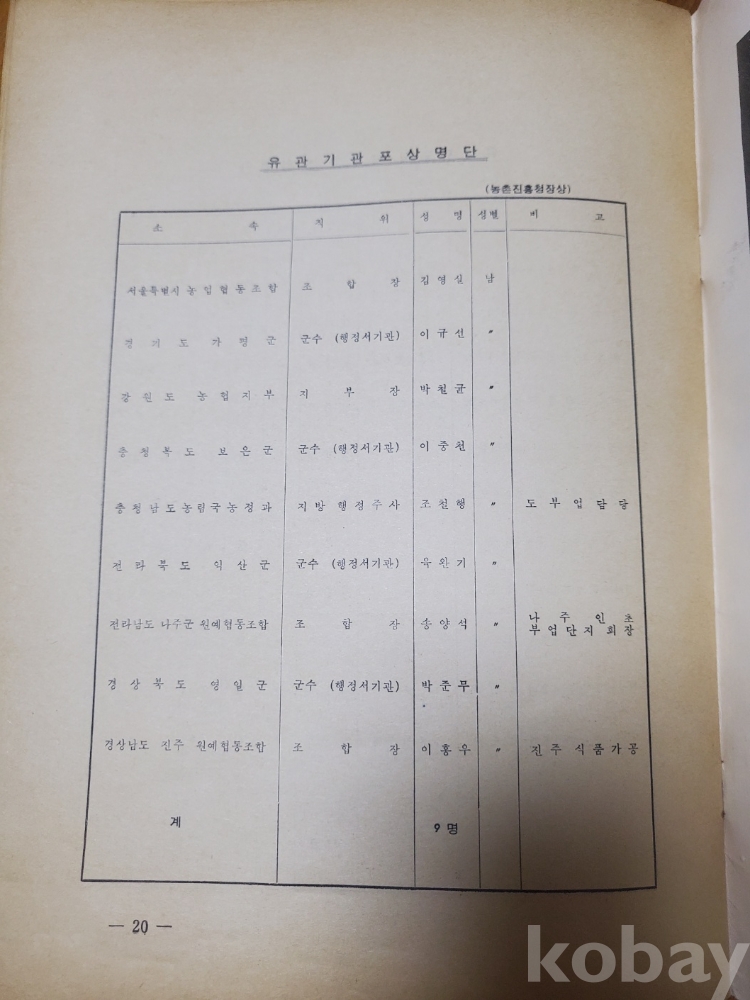 유관기관포상명단
(농촌진흥청장상)
소 속 직 위 성 명 성별 비 고
서울특별시 농업협동조합 조 합 장 김영실 남
경기도 가평군 군수 (행정서기관) 이규선 〃
강원도 농협지부 지 부 장 박철균 〃
충청북도 보은군 군수 (행정서기관) 이중천 〃
충청남도농림국농정과 지방행정주사 조철행 〃 도부업담당
전라북도 익산군 군수 (행정서기관) 육완기 〃
전라남도 나주군 원예협동조합 조 합 장 송양석 〃 나주인초
부업단지회장
경상북도 영일군 군수 (행정서기관) 박준무 〃
경상남도 진주 원예협동조합 조 합 장 이홍우 〃 진주 식품가공
계 9명
— 20 —
kobay